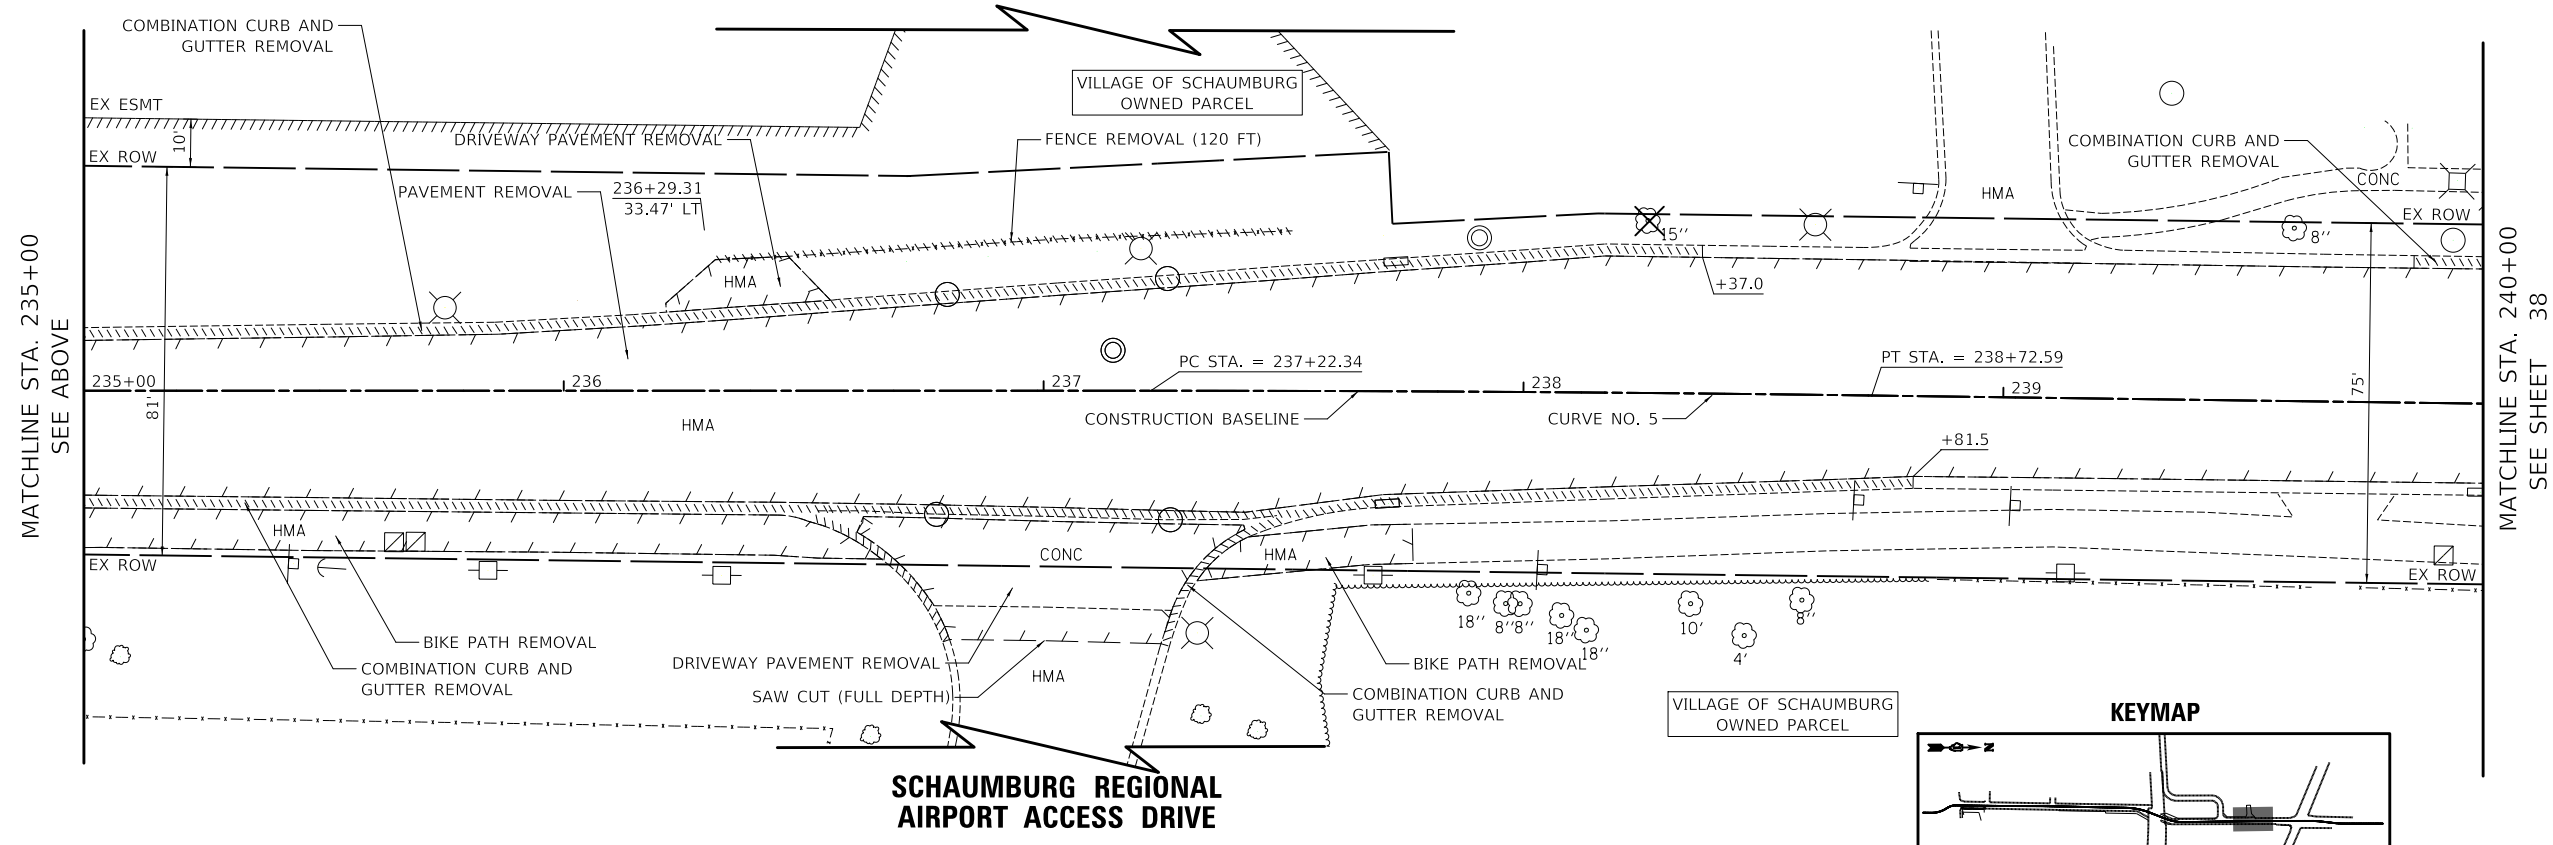 COMBINATION CURB AND
GUTTER REMOVAL
VILLAGE OF SCHAUMBURG
OWNED PARCEL
EX ESMT
10'
EX ROW
DRIVEWAY PAVEMENT REMOVAL
FENCE REMOVAL (120 FT)
COMBINATION CURB AND
GUTTER REMOVAL
PAVEMENT REMOVAL
236+29.31
33.47' LT
CONC
HMA
EX ROW
15''
8''
HMA
+37.0
MATCHLINE STA. 235+00
SEE ABOVE
MATCHLINE STA. 240+00
SEE SHEET 38
PC STA. = 237+22.34
PT STA. = 238+72.59
235+00
236
237
238
239
81'
75'
HMA
CONSTRUCTION BASELINE
CURVE NO. 5
+81.5
HMA
CONC
HMA
EX ROW
EX ROW
18''
8''
8''
18''
18''
10'
4'
8''
BIKE PATH REMOVAL
COMBINATION CURB AND
GUTTER REMOVAL
DRIVEWAY PAVEMENT REMOVAL
SAW CUT (FULL DEPTH)
HMA
BIKE PATH REMOVAL
COMBINATION CURB AND
GUTTER REMOVAL
VILLAGE OF SCHAUMBURG
OWNED PARCEL
KEYMAP
N
SCHAUMBURG REGIONAL
AIRPORT ACCESS DRIVE